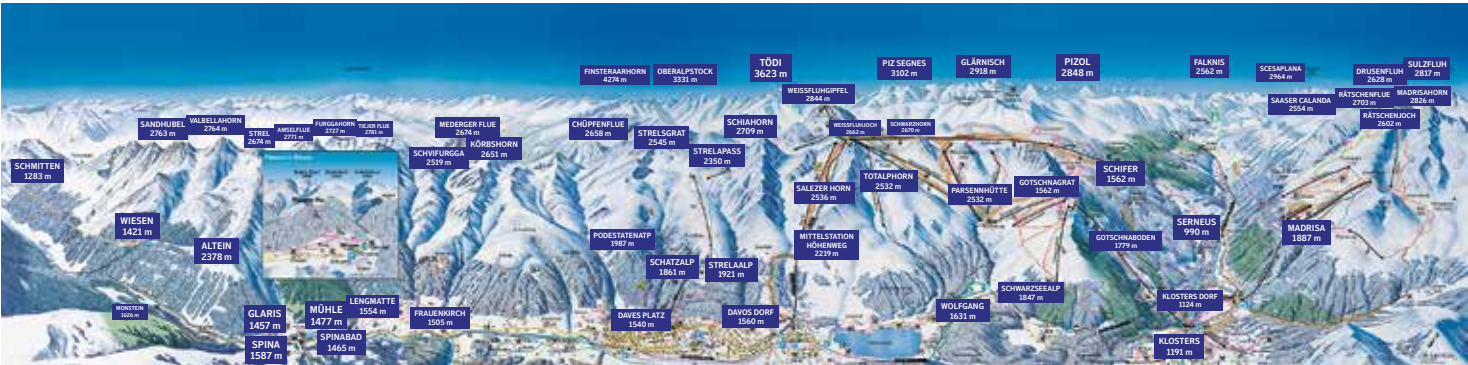 FINSTERAARHORN
4274 m
OBERALPSTOCK
3331 m
TÖDI
3623 m
PIZ SEGNES
3102 m
GLÄRNISCH
2918 m
PIZOL
2848 m
FALKNIS
2562 m
SCESAPLANA
2964 m
DRUSENFLUH
2628 m
SULZFLUH
2817 m
WEISSFLUHGIPFEL
2844 m
SAASER CALANDA
2554 m
RÄTSCHENFLUE
2703 m
MADRISAHORN
2826 m
RÄTSCHENJOCH
2602 m
SANDHUBEL
2763 m
VALBELLAHORN
2764 m
STREL
2674 m
AMSELFLUE
2771 m
FURGGAHORN
2727 m
TIEJER FLUE
2781 m
MEDERGER FLUE
2674 m
CHÜPFENFLUE
2658 m
STRELSGRAT
2545 m
SCHIAHORN
2709 m
WEISSFLUHJOCH
2662 m
SCHWARZHORN
2670 m
SCHMITTEN
1283 m
SCHVIFURGGA
2519 m
KÖRBSHORN
2651 m
STRELAPASS
2350 m
SALEZER HORN
2536 m
TOTALPHORN
2532 m
PARSENNHÜTTE
2532 m
GOTSCHNAGRAT
1562 m
SCHIFER
1562 m
WIESEN
1421 m
ALTEIN
2378 m
PODESTATENATP
1987 m
SCHATZALP
1861 m
STRELAALP
1921 m
MITTELSTATION
HÖHENWEG
2219 m
GOTSCHNABODEN
1779 m
SERNEUS
990 m
MADRISA
1887 m
MONSTEIN
1626 m
GLARIS
1457 m
MÜHLE
1477 m
LENGMATTE
1554 m
FRAUENKIRCH
1505 m
DAVES PLATZ
1540 m
DAVOS DORF
1560 m
WOLFGANG
1631 m
SCHWARZSEEALP
1847 m
KLOSTERS DORF
1124 m
SPINA
1587 m
SPINABAD
1465 m
KLOSTERS
1191 m